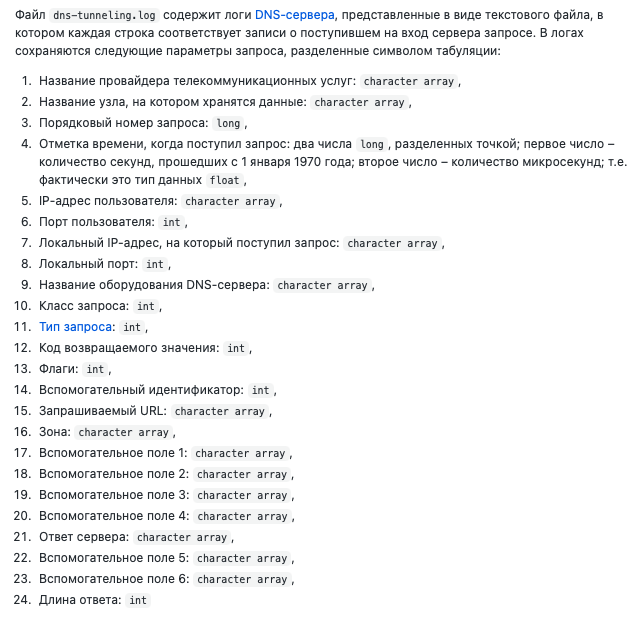 Файл dns-tunneling.log содержит логи DNS-сервера, представленные в виде текстового файла, в
котором каждая строка соответствует записи о поступившем на вход сервера запросе. В логах
сохраняются следующие параметры запроса, разделенные символом табуляции:
1. Название провайдера телекоммуникационных услуг: character array ,
2. Название узла, на котором хранятся данные: character array ,
3. Порядковый номер запроса: long ,
4. Отметка времени, когда поступил запрос: два числа long , разделенных точкой; первое число –
количество секунд, прошедших с 1 января 1970 года; второе число – количество микросекунд; т.е.
фактически это тип данных float ,
5. IP-адрес пользователя: character array ,
6. Порт пользователя: int ,
7. Локальный IP-адрес, на который поступил запрос: character array ,
8. Локальный порт: int ,
9. Название оборудования DNS-сервера: character array ,
10. Класс запроса: int ,
11. Тип запроса: int ,
12. Код возвращаемого значения: int ,
13. Флаги: int ,
14. Вспомогательный идентификатор: int ,
15. Запрашиваемый URL: character array ,
16. Зона: character array ,
17. Вспомогательное поле 1: character array ,
18. Вспомогательное поле 2: character array ,
19. Вспомогательное поле 3: character array ,
20. Вспомогательное поле 4: character array ,
21. Ответ сервера: character array ,
22. Вспомогательное поле 5: character array ,
23. Вспомогательное поле 6: character array ,
24. Длина ответа: int